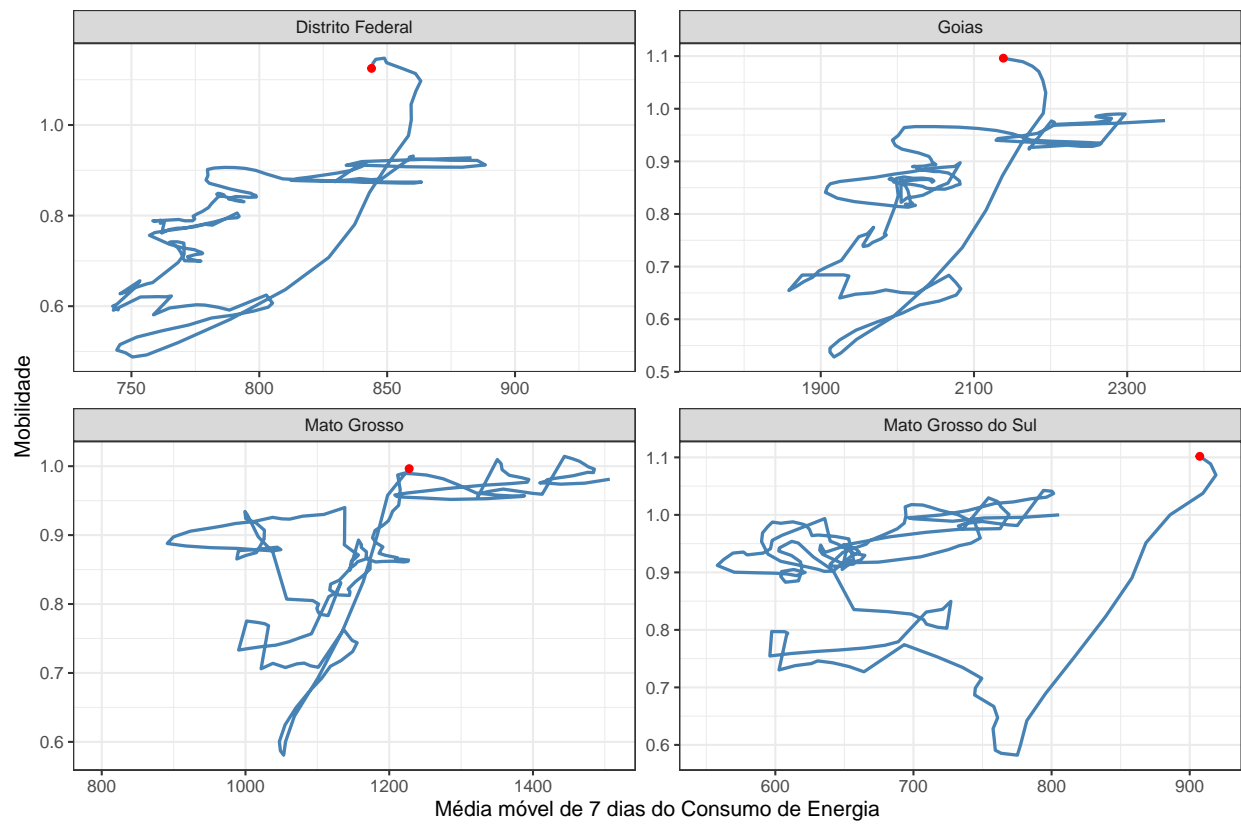 Distrito Federal
Goias
1.0
0.8
0.6
750 800 850 900
1.1
1.0
0.9
0.8
0.7
0.6
0.5
1900 2100 2300
Mobilidade
Mato Grosso
Mato Grosso do Sul
1.0
0.9
0.8
0.7
0.6
800 1000 1200 1400
1.1
1.0
0.9
0.8
0.7
0.6
600 700 800 900
Média móvel de 7 dias do Consumo de Energia